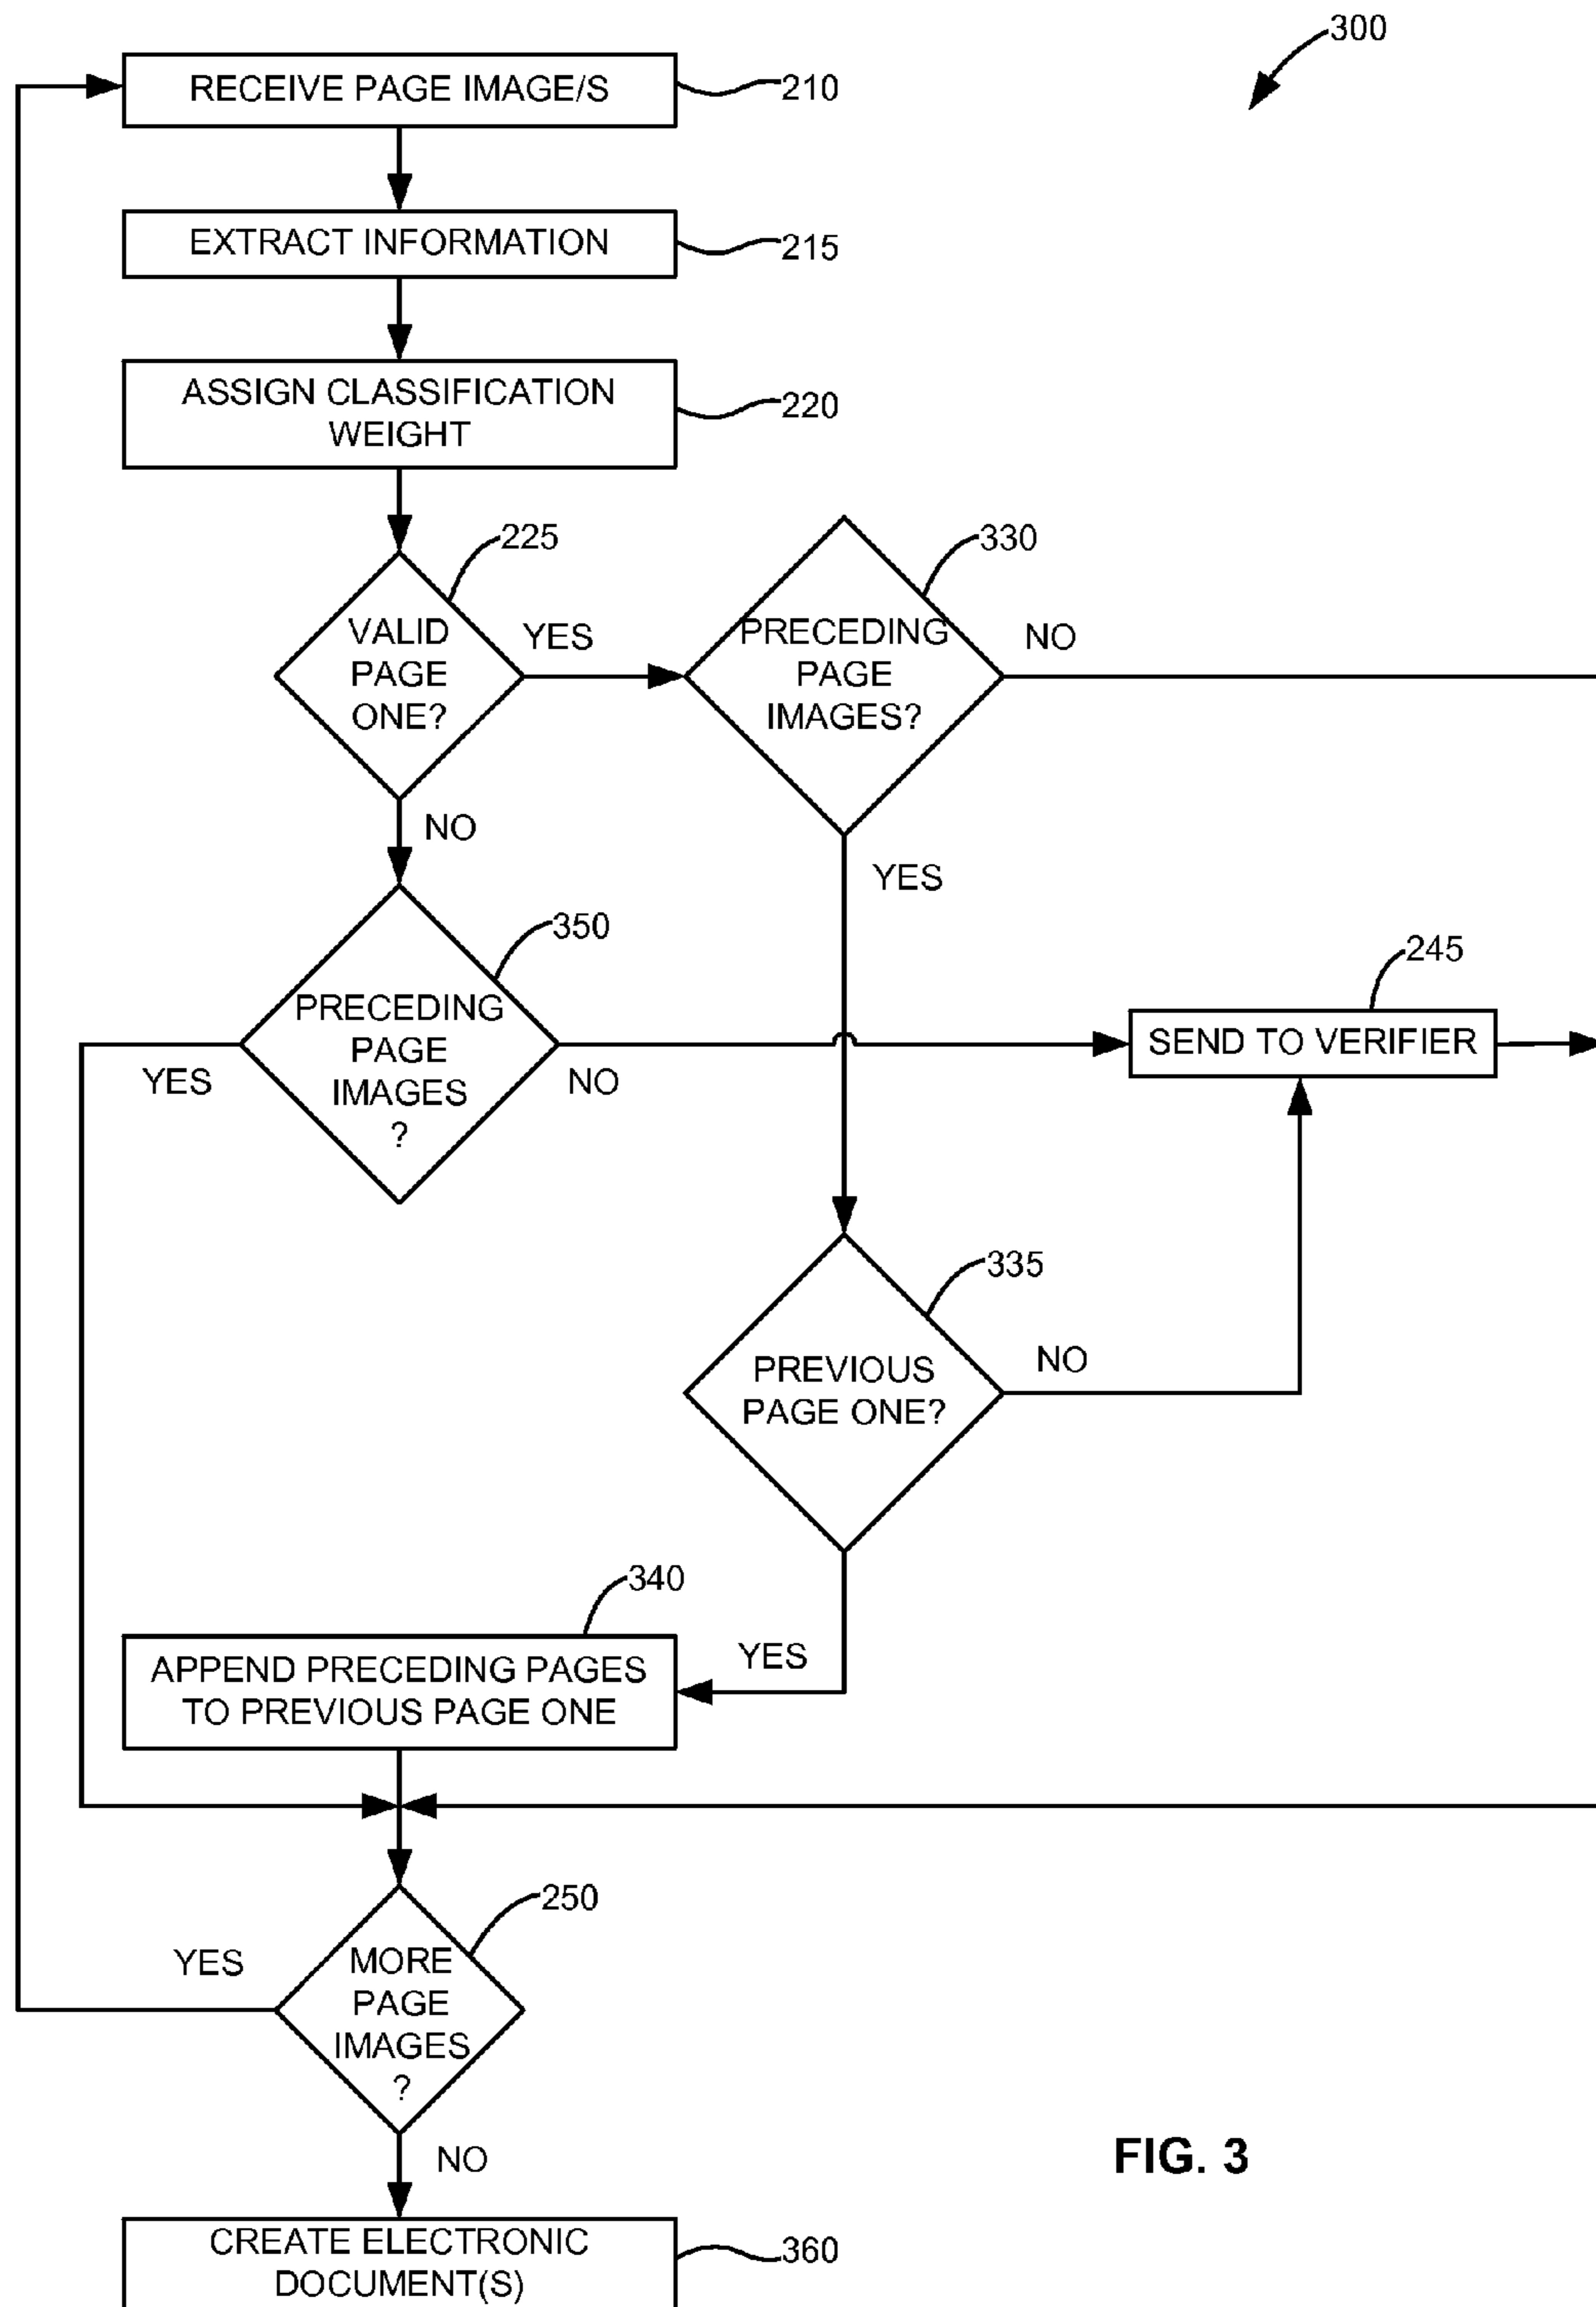 300
RECEIVE PAGE IMAGE/S
210
EXTRACT INFORMATION
215
ASSIGN CLASSIFICATION
WEIGHT
220
225
VALID
PAGE
ONE?
YES
NO
330
PRECEDING
PAGE
IMAGES?
NO
YES
350
PRECEDING
PAGE
IMAGES
?
YES
NO
245
SEND TO VERIFIER
335
PREVIOUS
PAGE ONE?
NO
YES
340
APPEND PRECEDING PAGES
TO PREVIOUS PAGE ONE
250
MORE
PAGE
IMAGES
?
YES
NO
CREATE ELECTRONIC
DOCUMENT(S)
360
FIG. 3